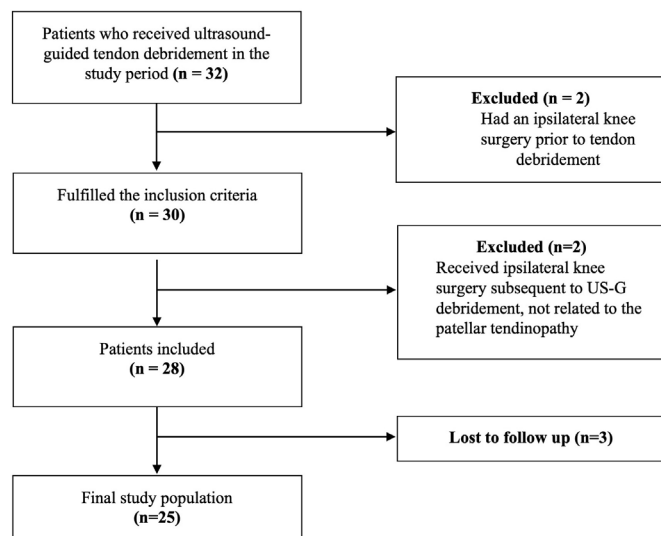 Patients who received ultrasound-
guided tendon debridement in the
study period (n = 32)
Excluded (n = 2)
Had an ipsilateral knee
surgery prior to tendon
debridement
Fulfilled the inclusion criteria
(n = 30)
Excluded (n=2)
Received ipsilateral knee
surgery subsequent to US-G
debridement, not related to the
patellar tendinopathy
Patients included
(n = 28)
Lost to follow up (n=3)
Final study population
(n=25)